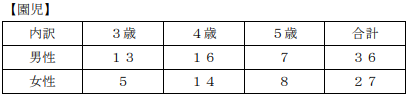 【園児】
内訳 ３歳 ４歳 ５歳 合計
男性 １３ １６ ７ ３６
女性 ５ １４ ８ ２７